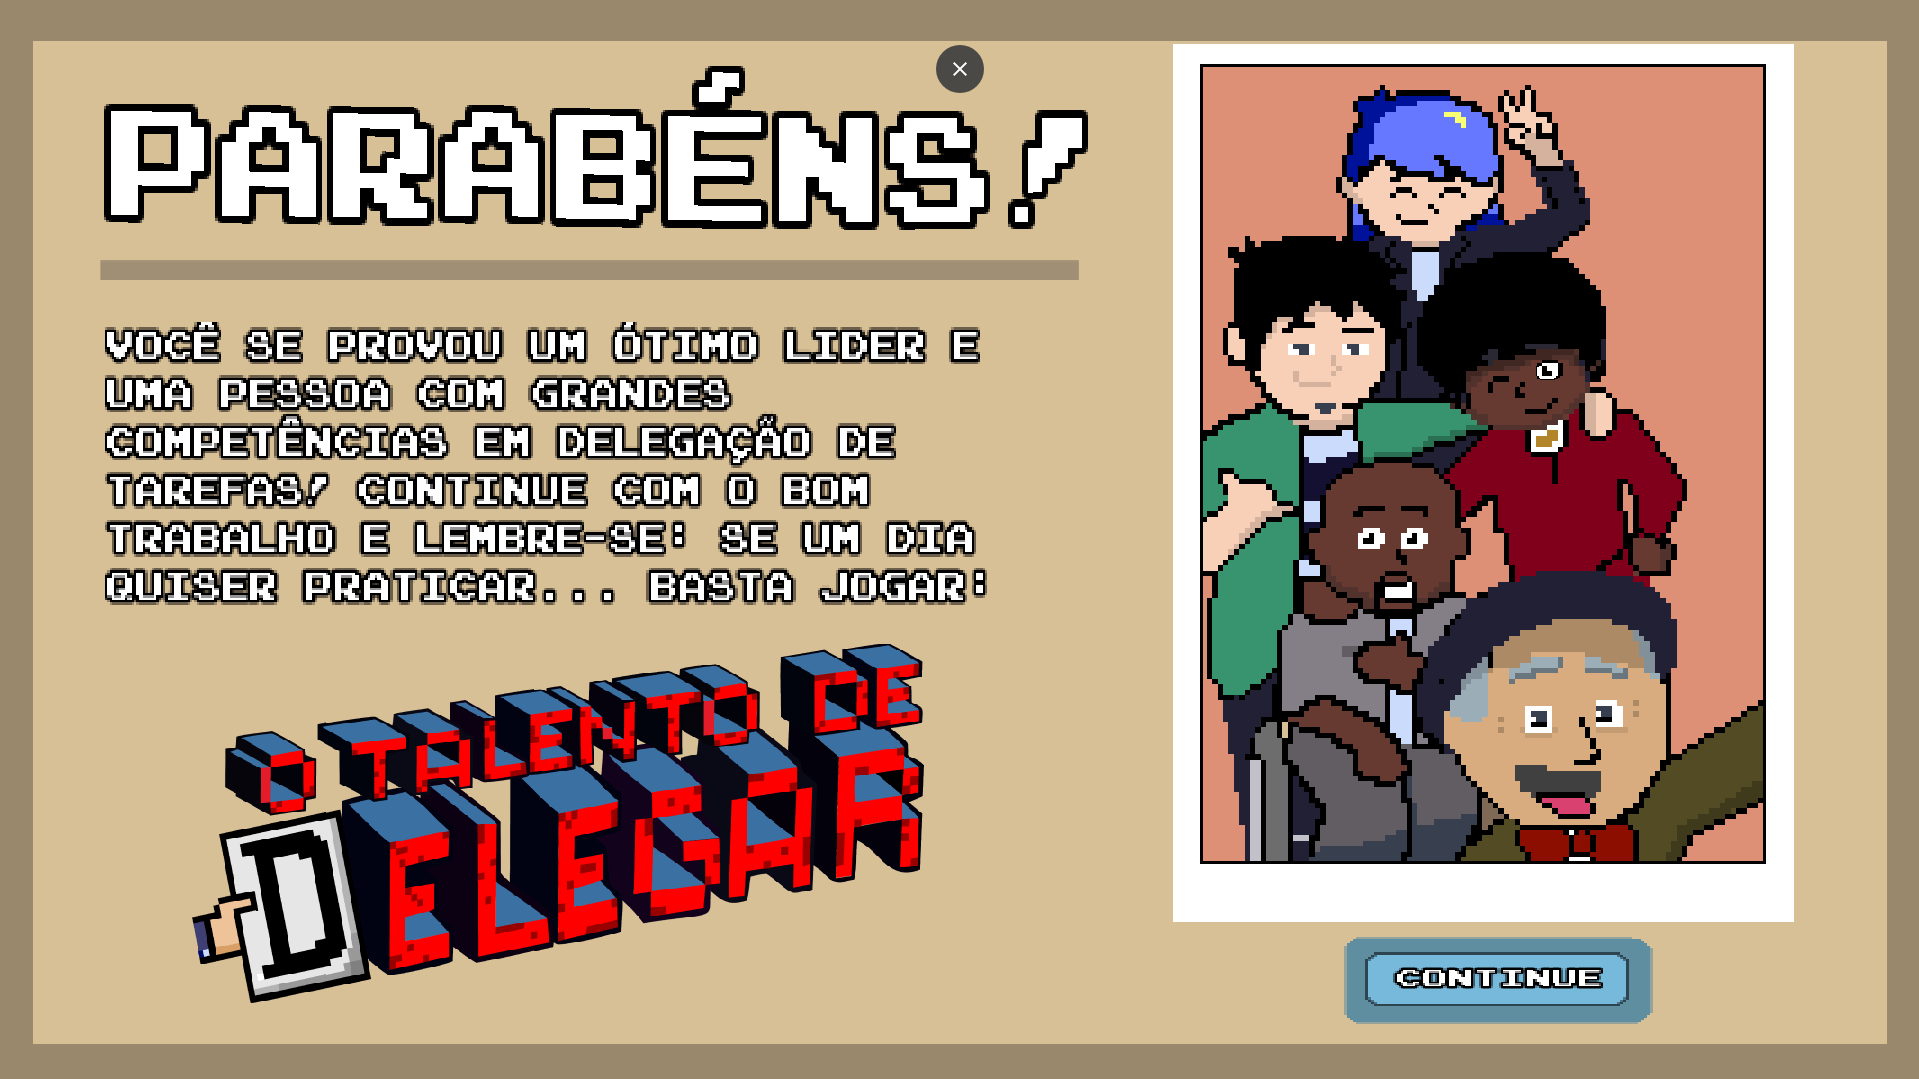 PARABÉNS!
VOCÊ SE PROVOU UM ÓTIMO LIDER E
UMA PESSOA COM GRANDES
COMPETÊNCIAS EM DELEGAÇÃO DE
TAREFAS! CONTINUE COM O BOM
TRABALHO E LEMBRE-SE: SE UM DIA
QUISER PRATICAR... BASTA JOGAR:
O TALENTO DE
DELEGAR
CONTINUE